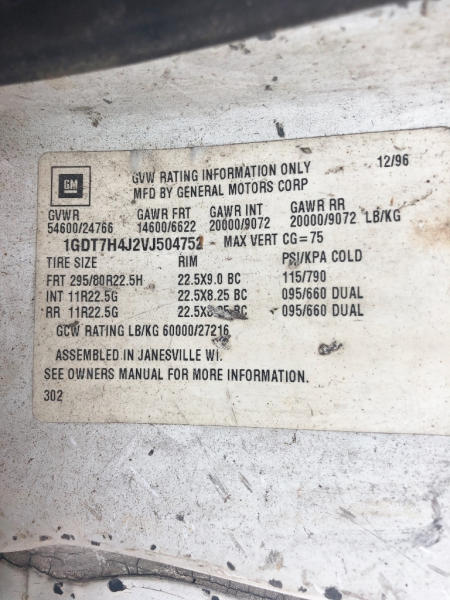 GM
GVW RATING INFORMATION ONLY 12/96
MFD BY GENERAL MOTORS CORP
GVWR GAWR FRT GAWR INT GAWR RR
54600/24766 14600/6622 20000/9072 20000/9072 LB/KG
1GDT7H4J2VJ504752 MAX VERT CG=75
TIRE SIZE RIM PSI/KPA COLD
FRT 295/80R22.5H 22.5X9.0 BC 115/790
INT 11R22.5G 22.5X8.25 BC 095/660 DUAL
RR 11R22.5G 22.5X8.25 BC 095/660 DUAL
GCW RATING LB/KG 60000/27216
ASSEMBLED IN JANESVILLE WI.
SEE OWNERS MANUAL FOR MORE INFORMATION.
302